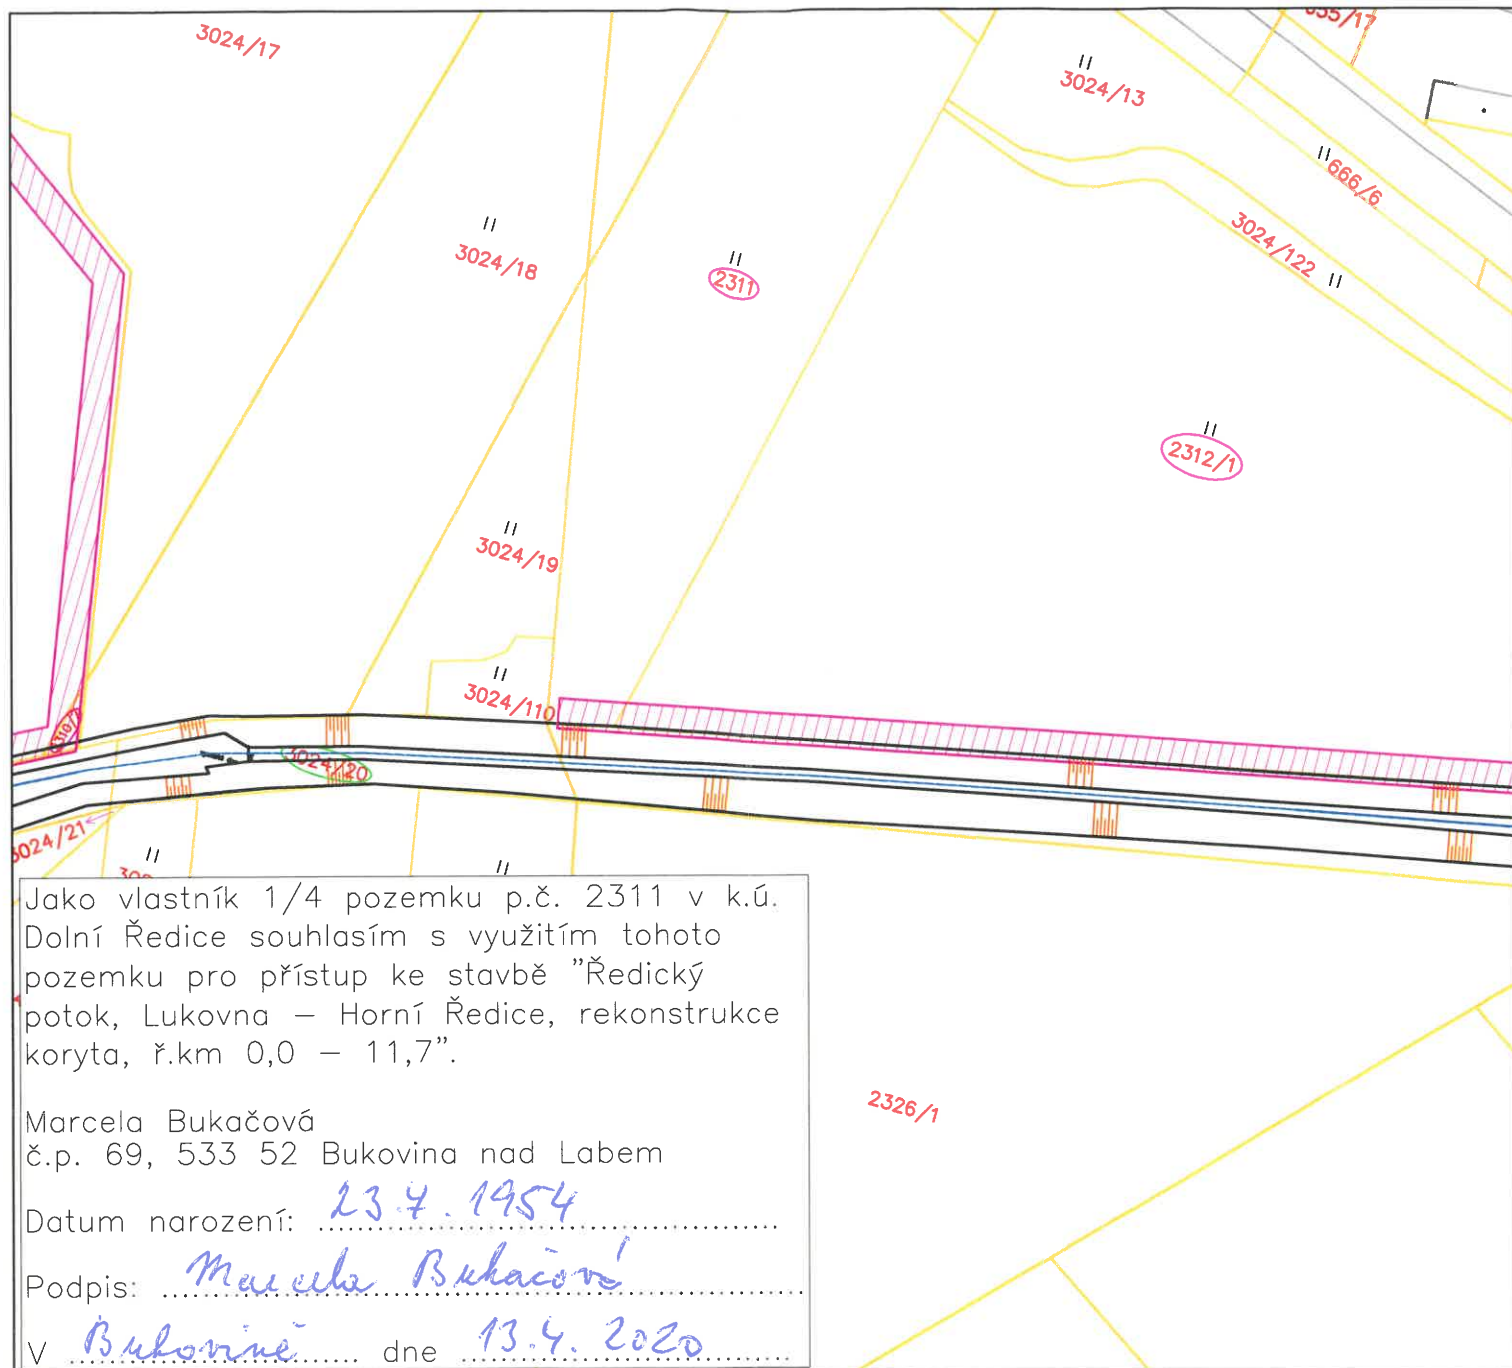 3024/17
3024/13
666/6
3024/122
3024/18
2311
2312/1
3024/19
3024/110
3024/20
3024/21
2326/1
Jako vlastník 1/4 pozemku p.č. 2311 v k.ú.
Dolní Ředice souhlasím s využitím tohoto
pozemku pro přístup ke stavbě "Ředický
potok, Lukovna – Horní Ředice, rekonstrukce
koryta, ř.km 0,0 – 11,7".
Marcela Bukačová
č.p. 69, 533 52 Bukovina nad Labem
Datum narození: 23.7.1954
Podpis: Marcela Bukačová
V Bukovině dne 13.4.2020